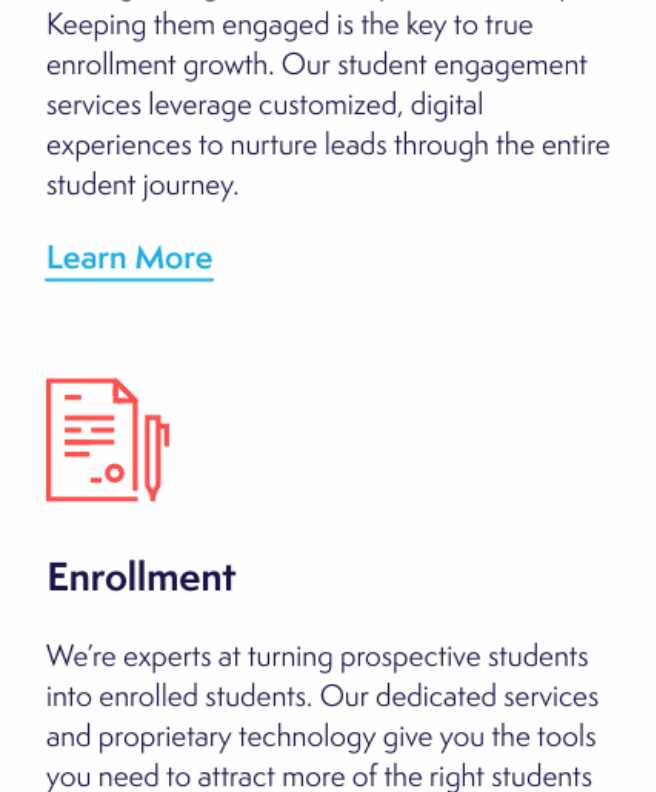 Keeping them engaged is the key to true
enrollment growth. Our student engagement
services leverage customized, digital
experiences to nurture leads through the entire
student journey.
Learn More
Enrollment
We’re experts at turning prospective students
into enrolled students. Our dedicated services
and proprietary technology give you the tools
you need to attract more of the right students